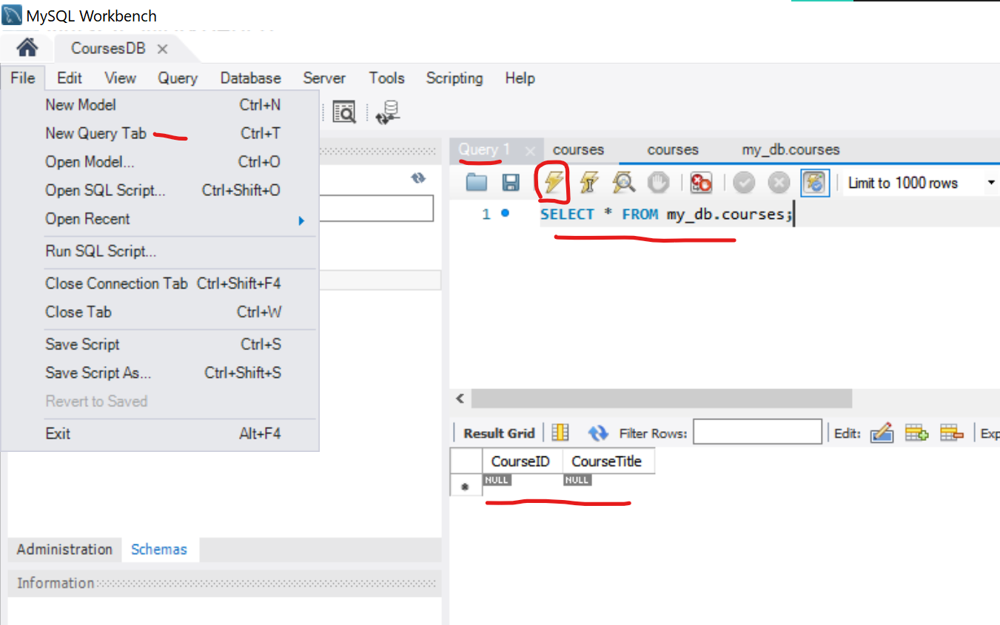 MySQL Workbench
CoursesDB
File Edit View Query Database Server Tools Scripting Help
New Model Ctrl+N
New Query Tab Ctrl+T
Open Model... Ctrl+O
Open SQL Script... Ctrl+Shift+O
Open Recent
Run SQL Script...
Close Connection Tab Ctrl+Shift+F4
Close Tab Ctrl+W
Save Script Ctrl+S
Save Script As... Ctrl+Shift+S
Revert to Saved
Exit Alt+F4
Administration Schemas
Information
Query 1 courses courses my_db.courses
Limit to 1000 rows
1 SELECT * FROM my_db.courses;
Result Grid Filter Rows: Edit: Exp
CourseID CourseTitle
NULL NULL